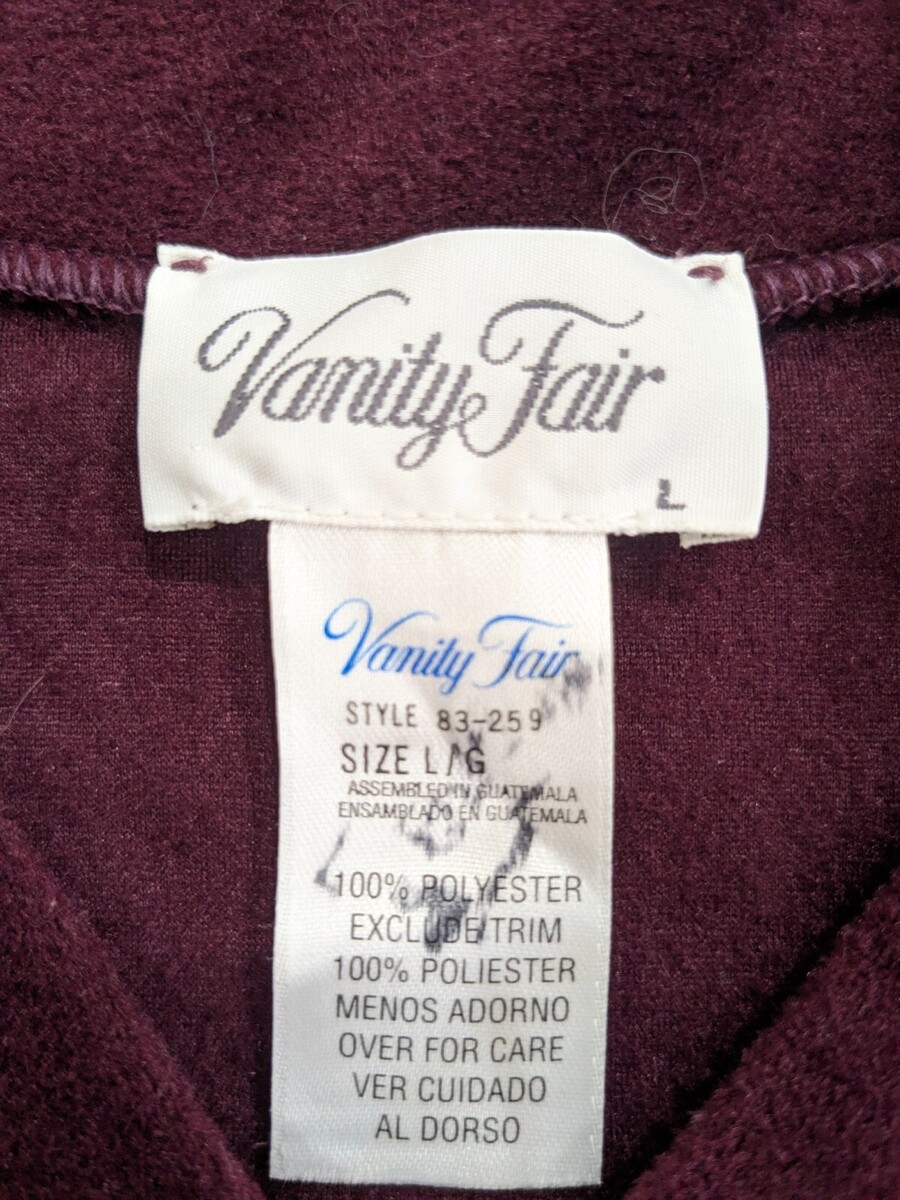 Vanity Fair
L
Vanity Fair
STYLE 83-259
SIZE L/G
ASSEMBLED IN GUATEMALA
ENSAMBLADO EN GUATEMALA
100% POLYESTER
EXCLUDE TRIM
100% POLIESTER
MENOS ADORNO
OVER FOR CARE
VER CUIDADO
AL DORSO